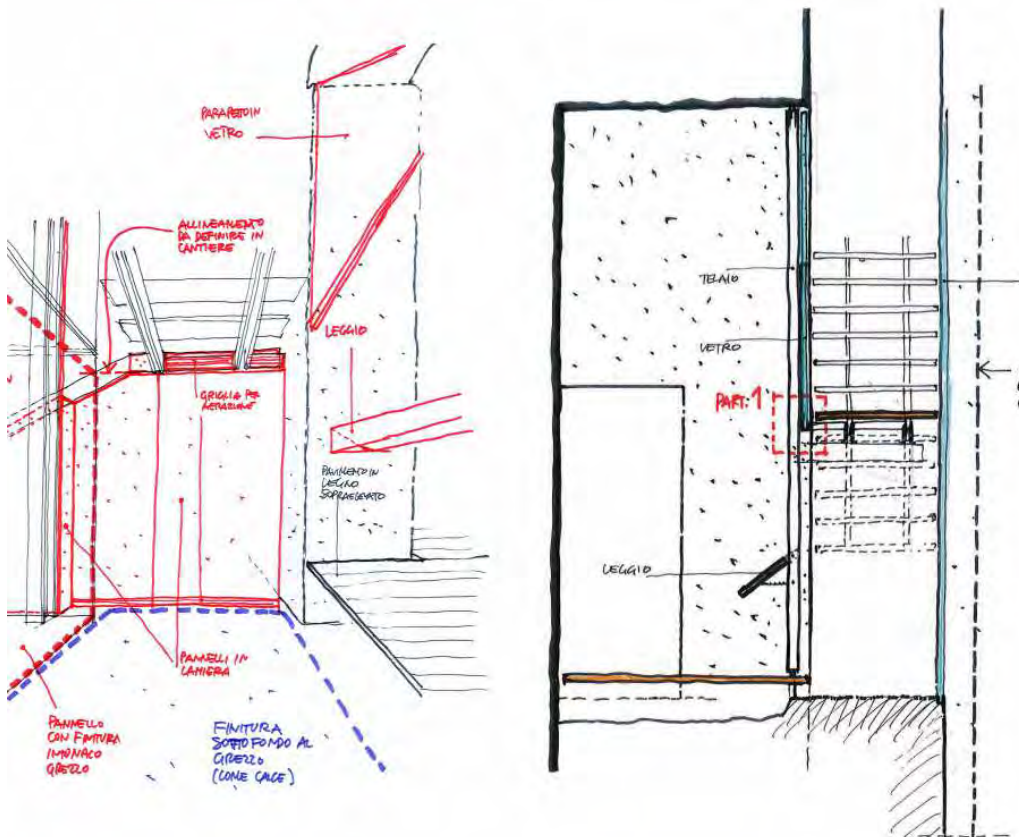 PARAPETTO IN
VETRO
ALLINEAMENTO
DA DEFINIRE IN
CANTIERE
LEGGIO
GRIGLIA PER
AERAZIONE
PAVIMENTO IN
LEGNO
SOPRAELEVATO
PANNELLI IN
LAMIERA
PANNELLO
CON FINITURA
INTONACO
GREZZO
FINITURA
SOTTOFONDO AL
GREZZO
(COME CALCE)
TELAIO
VETRO
PART. 1
LEGGIO